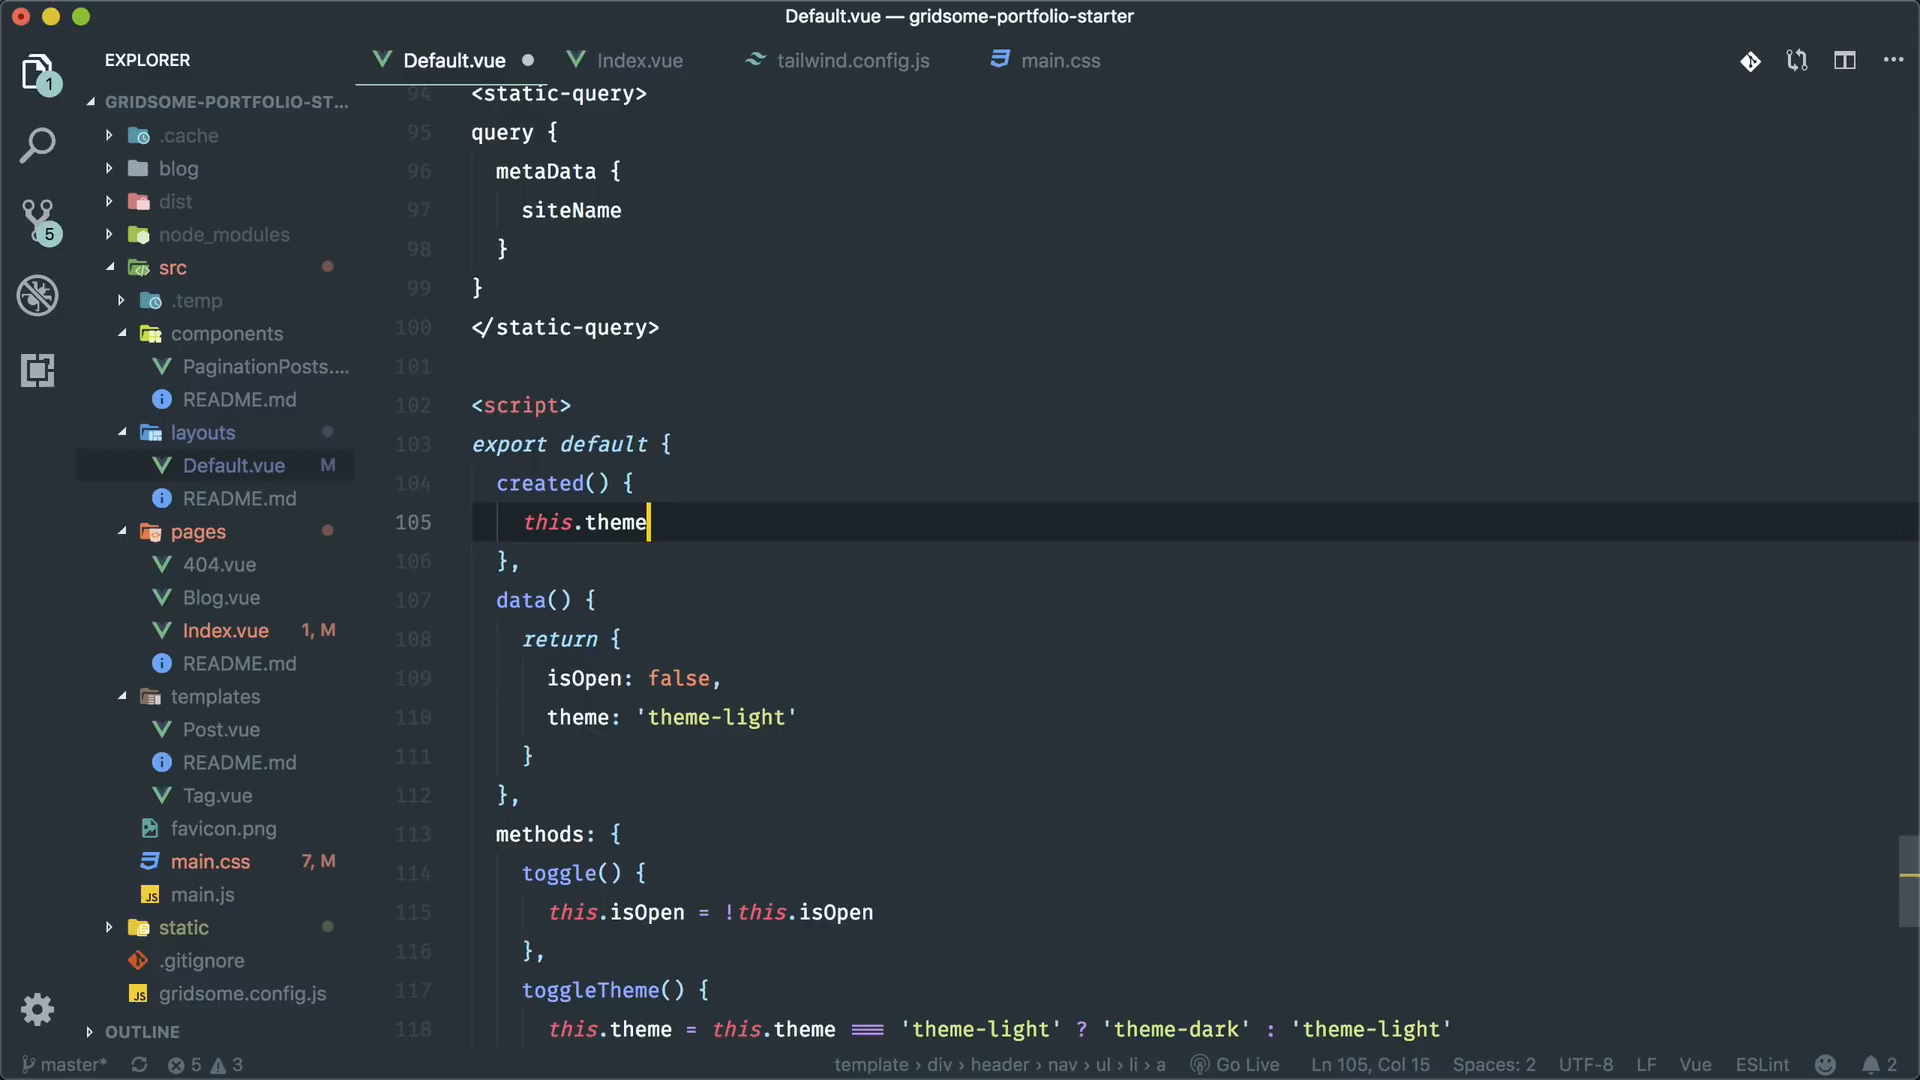 Default.vue — gridsome-portfolio-starter
EXPLORER
Default.vue
Index.vue
tailwind.config.js
main.css
1
5
GRIDSOME-PORTFOLIO-ST...
.cache
blog
dist
node_modules
src
.temp
components
PaginationPosts....
README.md
layouts
Default.vue M
README.md
pages
404.vue
Blog.vue
Index.vue 1, M
README.md
templates
Post.vue
README.md
Tag.vue
favicon.png
main.css 7, M
JS main.js
static
.gitignore
JS gridsome.config.js
OUTLINE
94 <static-query>
95 query {
96 metaData {
97 siteName
98 }
99 }
100 </static-query>
101
102 <script>
103 export default {
104 created() {
105 this.theme
106 },
107 data() {
108 return {
109 isOpen: false,
110 theme: 'theme-light'
111 }
112 },
113 methods: {
114 toggle() {
115 this.isOpen = !this.isOpen
116 },
117 toggleTheme() {
118 this.theme = this.theme === 'theme-light' ? 'theme-dark' : 'theme-light'
master* 5 3
template › div › header › nav › ul › li › a Go Live Ln 105, Col 15 Spaces: 2 UTF-8 LF Vue ESLint 2